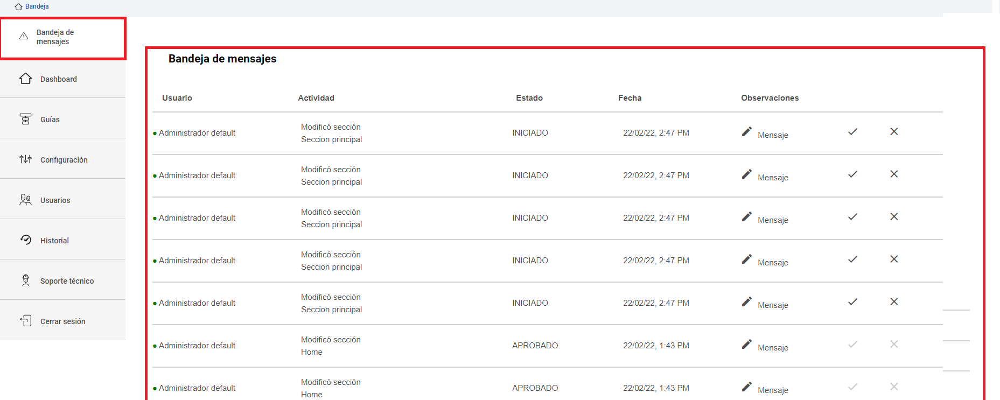 Bandeja
Bandeja de
mensajes
Dashboard
Guías
Configuración
Usuarios
Historial
Soporte técnico
Cerrar sesión
Bandeja de mensajes
Usuario Actividad Estado Fecha Observaciones
Administrador default Modificó sección INICIADO 22/02/22, 2:47 PM Mensaje
Seccion principal
Administrador default Modificó sección INICIADO 22/02/22, 2:47 PM Mensaje
Seccion principal
Administrador default Modificó sección INICIADO 22/02/22, 2:47 PM Mensaje
Seccion principal
Administrador default Modificó sección INICIADO 22/02/22, 2:47 PM Mensaje
Seccion principal
Administrador default Modificó sección INICIADO 22/02/22, 2:47 PM Mensaje
Seccion principal
Administrador default Modificó sección APROBADO 22/02/22, 1:43 PM Mensaje
Home
Administrador default Modificó sección APROBADO 22/02/22, 1:43 PM Mensaje
Home